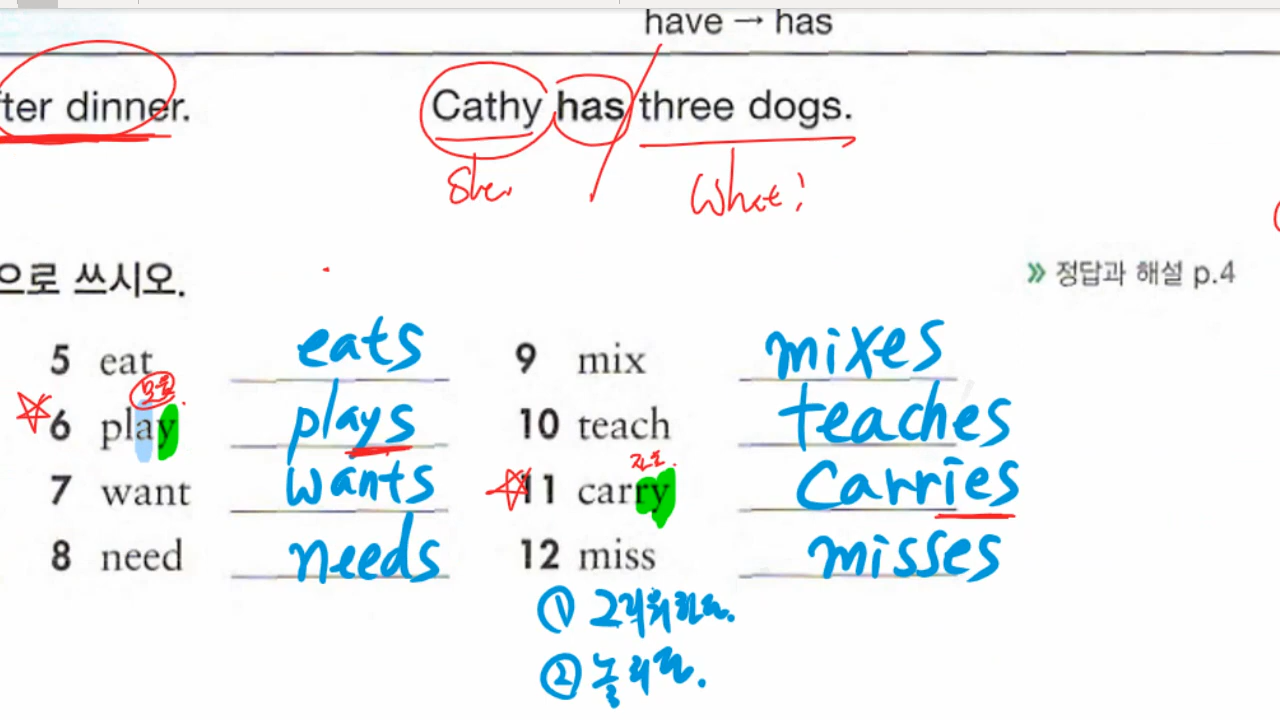 have → has
fter dinner.
Cathy has three dogs.
She
What?
으로 쓰시오.
» 정답과 해설 p.4
5 eat eats
9 mix mixes
모음
6 play plays
10 teach teaches
자음
7 want wants
11 carry carries
8 need needs
12 miss misses
① 그리워하다.
② 놓치다.